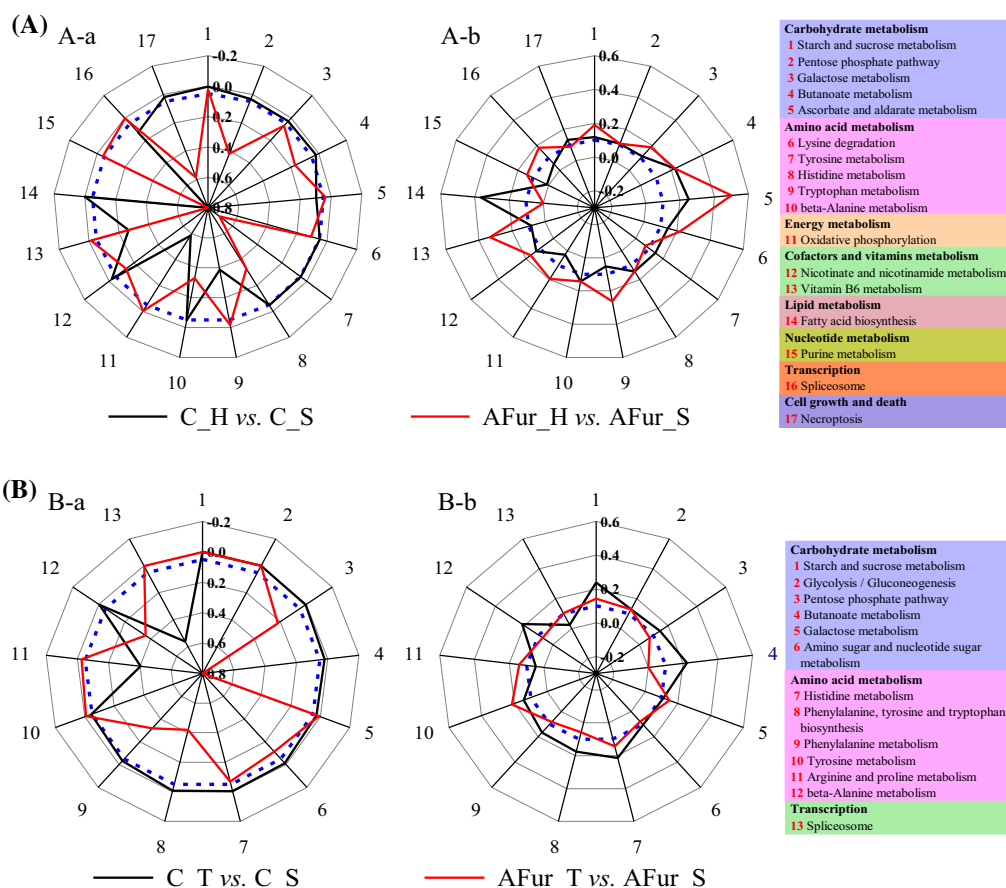 (A)
A-a
A-b
1
2
3
4
5
6
7
8
9
10
11
12
13
14
15
16
17
-0.2
0.0
0.2
0.4
0.6
0.8
1
2
3
4
5
6
7
8
9
10
11
12
13
14
15
16
17
0.6
0.4
0.2
0.0
-0.2
C_H vs. C_S
AFur_H vs. AFur_S
Carbohydrate metabolism
1 Starch and sucrose metabolism
2 Pentose phosphate pathway
3 Galactose metabolism
4 Butanoate metabolism
5 Ascorbate and aldarate metabolism
Amino acid metabolism
6 Lysine degradation
7 Tyrosine metabolism
8 Histidine metabolism
9 Tryptophan metabolism
10 beta-Alanine metabolism
Energy metabolism
11 Oxidative phosphorylation
Cofactors and vitamins metabolism
12 Nicotinate and nicotinamide metabolism
13 Vitamin B6 metabolism
Lipid metabolism
14 Fatty acid biosynthesis
Nucleotide metabolism
15 Purine metabolism
Transcription
16 Spliceosome
Cell growth and death
17 Necroptosis
(B)
B-a
B-b
1
2
3
4
5
6
7
8
9
10
11
12
13
-0.2
0.0
0.2
0.4
0.6
0.8
1
2
3
4
5
6
7
8
9
10
11
12
13
0.6
0.4
0.2
0.0
-0.2
C_T vs. C_S
AFur_T vs. AFur_S
Carbohydrate metabolism
1 Starch and sucrose metabolism
2 Glycolysis / Gluconeogenesis
3 Pentose phosphate pathway
4 Butanoate metabolism
5 Galactose metabolism
6 Amino sugar and nucleotide sugar
metabolism
Amino acid metabolism
7 Histidine metabolism
8 Phenylalanine, tyrosine and tryptophan
biosynthesis
9 Phenylalanine metabolism
10 Tyrosine metabolism
11 Arginine and proline metabolism
12 beta-Alanine metabolism
Transcription
13 Spliceosome